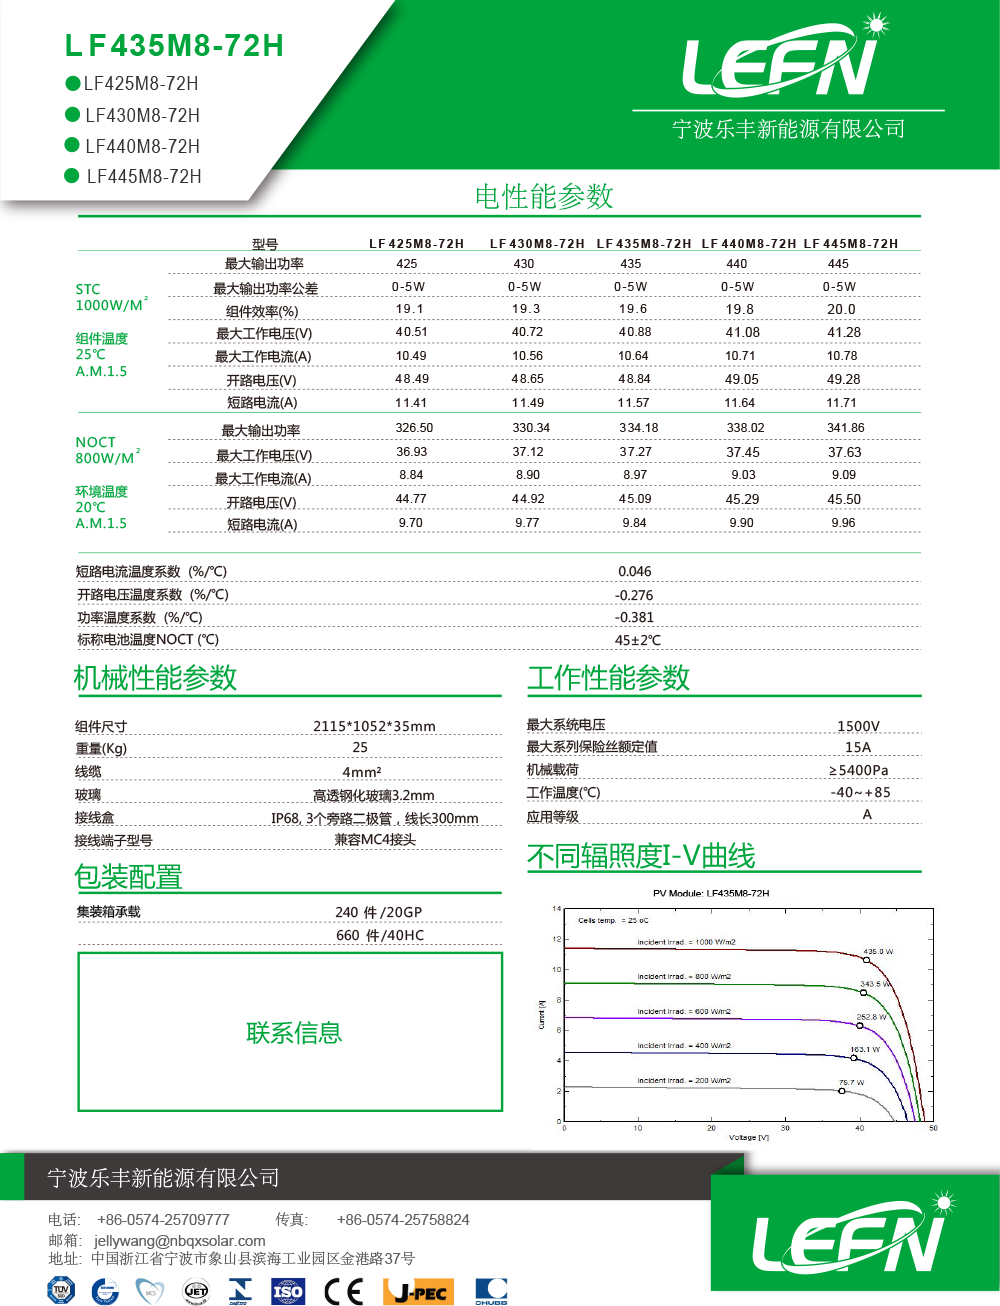 LF435M8-72H
LF425M8-72H
LF430M8-72H
LF440M8-72H
LF445M8-72H
LEFN
宁波乐丰新能源有限公司
电性能参数
型号 LF425M8-72H LF430M8-72H LF435M8-72H LF440M8-72H LF445M8-72H
STC
1000W/M²
组件温度
25℃
A.M.1.5
最大输出功率 425 430 435 440 445
最大输出功率公差 0-5W 0-5W 0-5W 0-5W 0-5W
组件效率(%) 19.1 19.3 19.6 19.8 20.0
最大工作电压(V) 40.51 40.72 40.88 41.08 41.28
最大工作电流(A) 10.49 10.56 10.64 10.71 10.78
开路电压(V) 48.49 48.65 48.84 49.05 49.28
短路电流(A) 11.41 11.49 11.57 11.64 11.71
NOCT
800W/M²
环境温度
20℃
A.M.1.5
最大输出功率 326.50 330.34 334.18 338.02 341.86
最大工作电压(V) 36.93 37.12 37.27 37.45 37.63
最大工作电流(A) 8.84 8.90 8.97 9.03 9.09
开路电压(V) 44.77 44.92 45.09 45.29 45.50
短路电流(A) 9.70 9.77 9.84 9.90 9.96
短路电流温度系数 (%/℃) 0.046
开路电压温度系数 (%/℃) -0.276
功率温度系数 (%/℃) -0.381
标称电池温度NOCT (℃) 45±2℃
机械性能参数
组件尺寸 2115*1052*35mm
重量(Kg) 25
线缆 4mm²
玻璃 高透钢化玻璃3.2mm
接线盒 IP68, 3个旁路二极管，线长300mm
接线端子型号 兼容MC4接头
包装配置
集装箱承载 240 件/20GP
660 件/40HC
联系信息
工作性能参数
最大系统电压 1500V
最大系列保险丝额定值 15A
机械载荷 ≥5400Pa
工作温度(℃) -40~+85
应用等级 A
不同辐照度I-V曲线
PV Module: LF435M8-72H
Cells temp. = 25 oC
Incident Irrad. = 1000 W/m2
435.0 W
Incident Irrad. = 800 W/m2
343.5 W
Incident Irrad. = 600 W/m2
252.8 W
Incident Irrad. = 400 W/m2
163.1 W
Incident Irrad. = 200 W/m2
75.7 W
Current [A]
14
12
10
8
6
4
2
0
0 10 20 30 40 50
Voltage [V]
宁波乐丰新能源有限公司
电话: +86-0574-25709777 传真: +86-0574-25758824
邮箱: jellywang@nbqxsolar.com
地址: 中国浙江省宁波市象山县滨海工业园区金港路37号
TÜV MCS JET ISO CE J-PEC CHUBB
LEFN